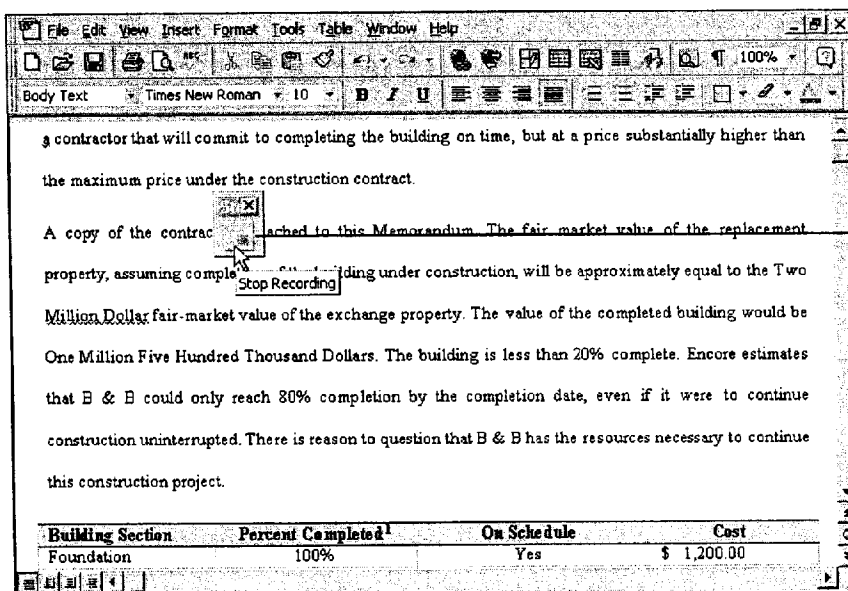 File Edit View Insert Format Tools Table Window Help
100%
Body Text Times New Roman 10 B I U
a contractor that will commit to completing the building on time, but at a price substantially higher than
the maximum price under the construction contract.
A copy of the contrac ached to this Memorandum. The fair market value of the replacement
property, assuming comple of the building under construction, will be approximately equal to the Two
Stop Recording
Million Dollar fair-market value of the exchange property. The value of the completed building would be
One Million Five Hundred Thousand Dollars. The building is less than 20% complete. Encore estimates
that B & B could only reach 80% completion by the completion date, even if it were to continue
construction uninterrupted. There is reason to question that B & B has the resources necessary to continue
this construction project.
Building Section Percent Completed1 On Schedule Cost
Foundation 100% Yes $ 1,200.00